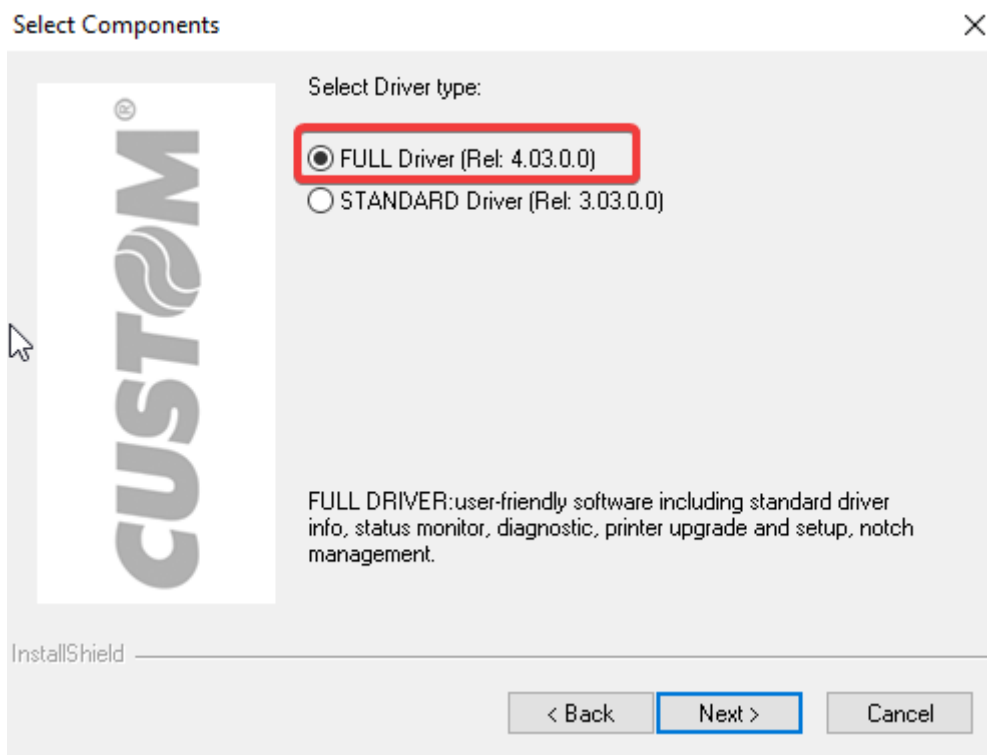 Select Components
Select Driver type:
FULL Driver (Rel: 4.03.0.0)
STANDARD Driver (Rel: 3.03.0.0)
CUSTOM®
FULL DRIVER:user-friendly software including standard driver
info, status monitor, diagnostic, printer upgrade and setup, notch
management.
InstallShield
< Back
Next >
Cancel